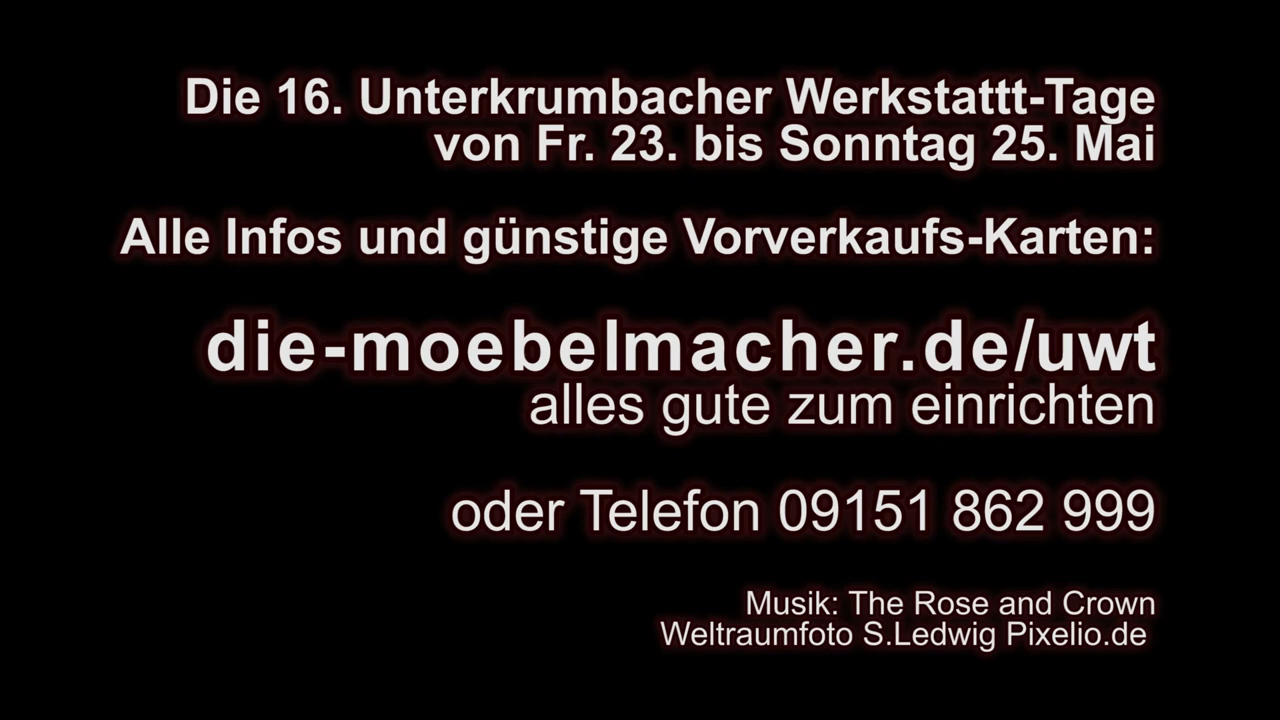 Die 16. Unterkrumbacher Werkstattt-Tage
von Fr. 23. bis Sonntag 25. Mai
Alle Infos und günstige Vorverkaufs-Karten:
die-moebelmacher.de/uwt
alles gute zum einrichten
oder Telefon 09151 862 999
Musik: The Rose and Crown
Weltraumfoto S.Ledwig Pixelio.de